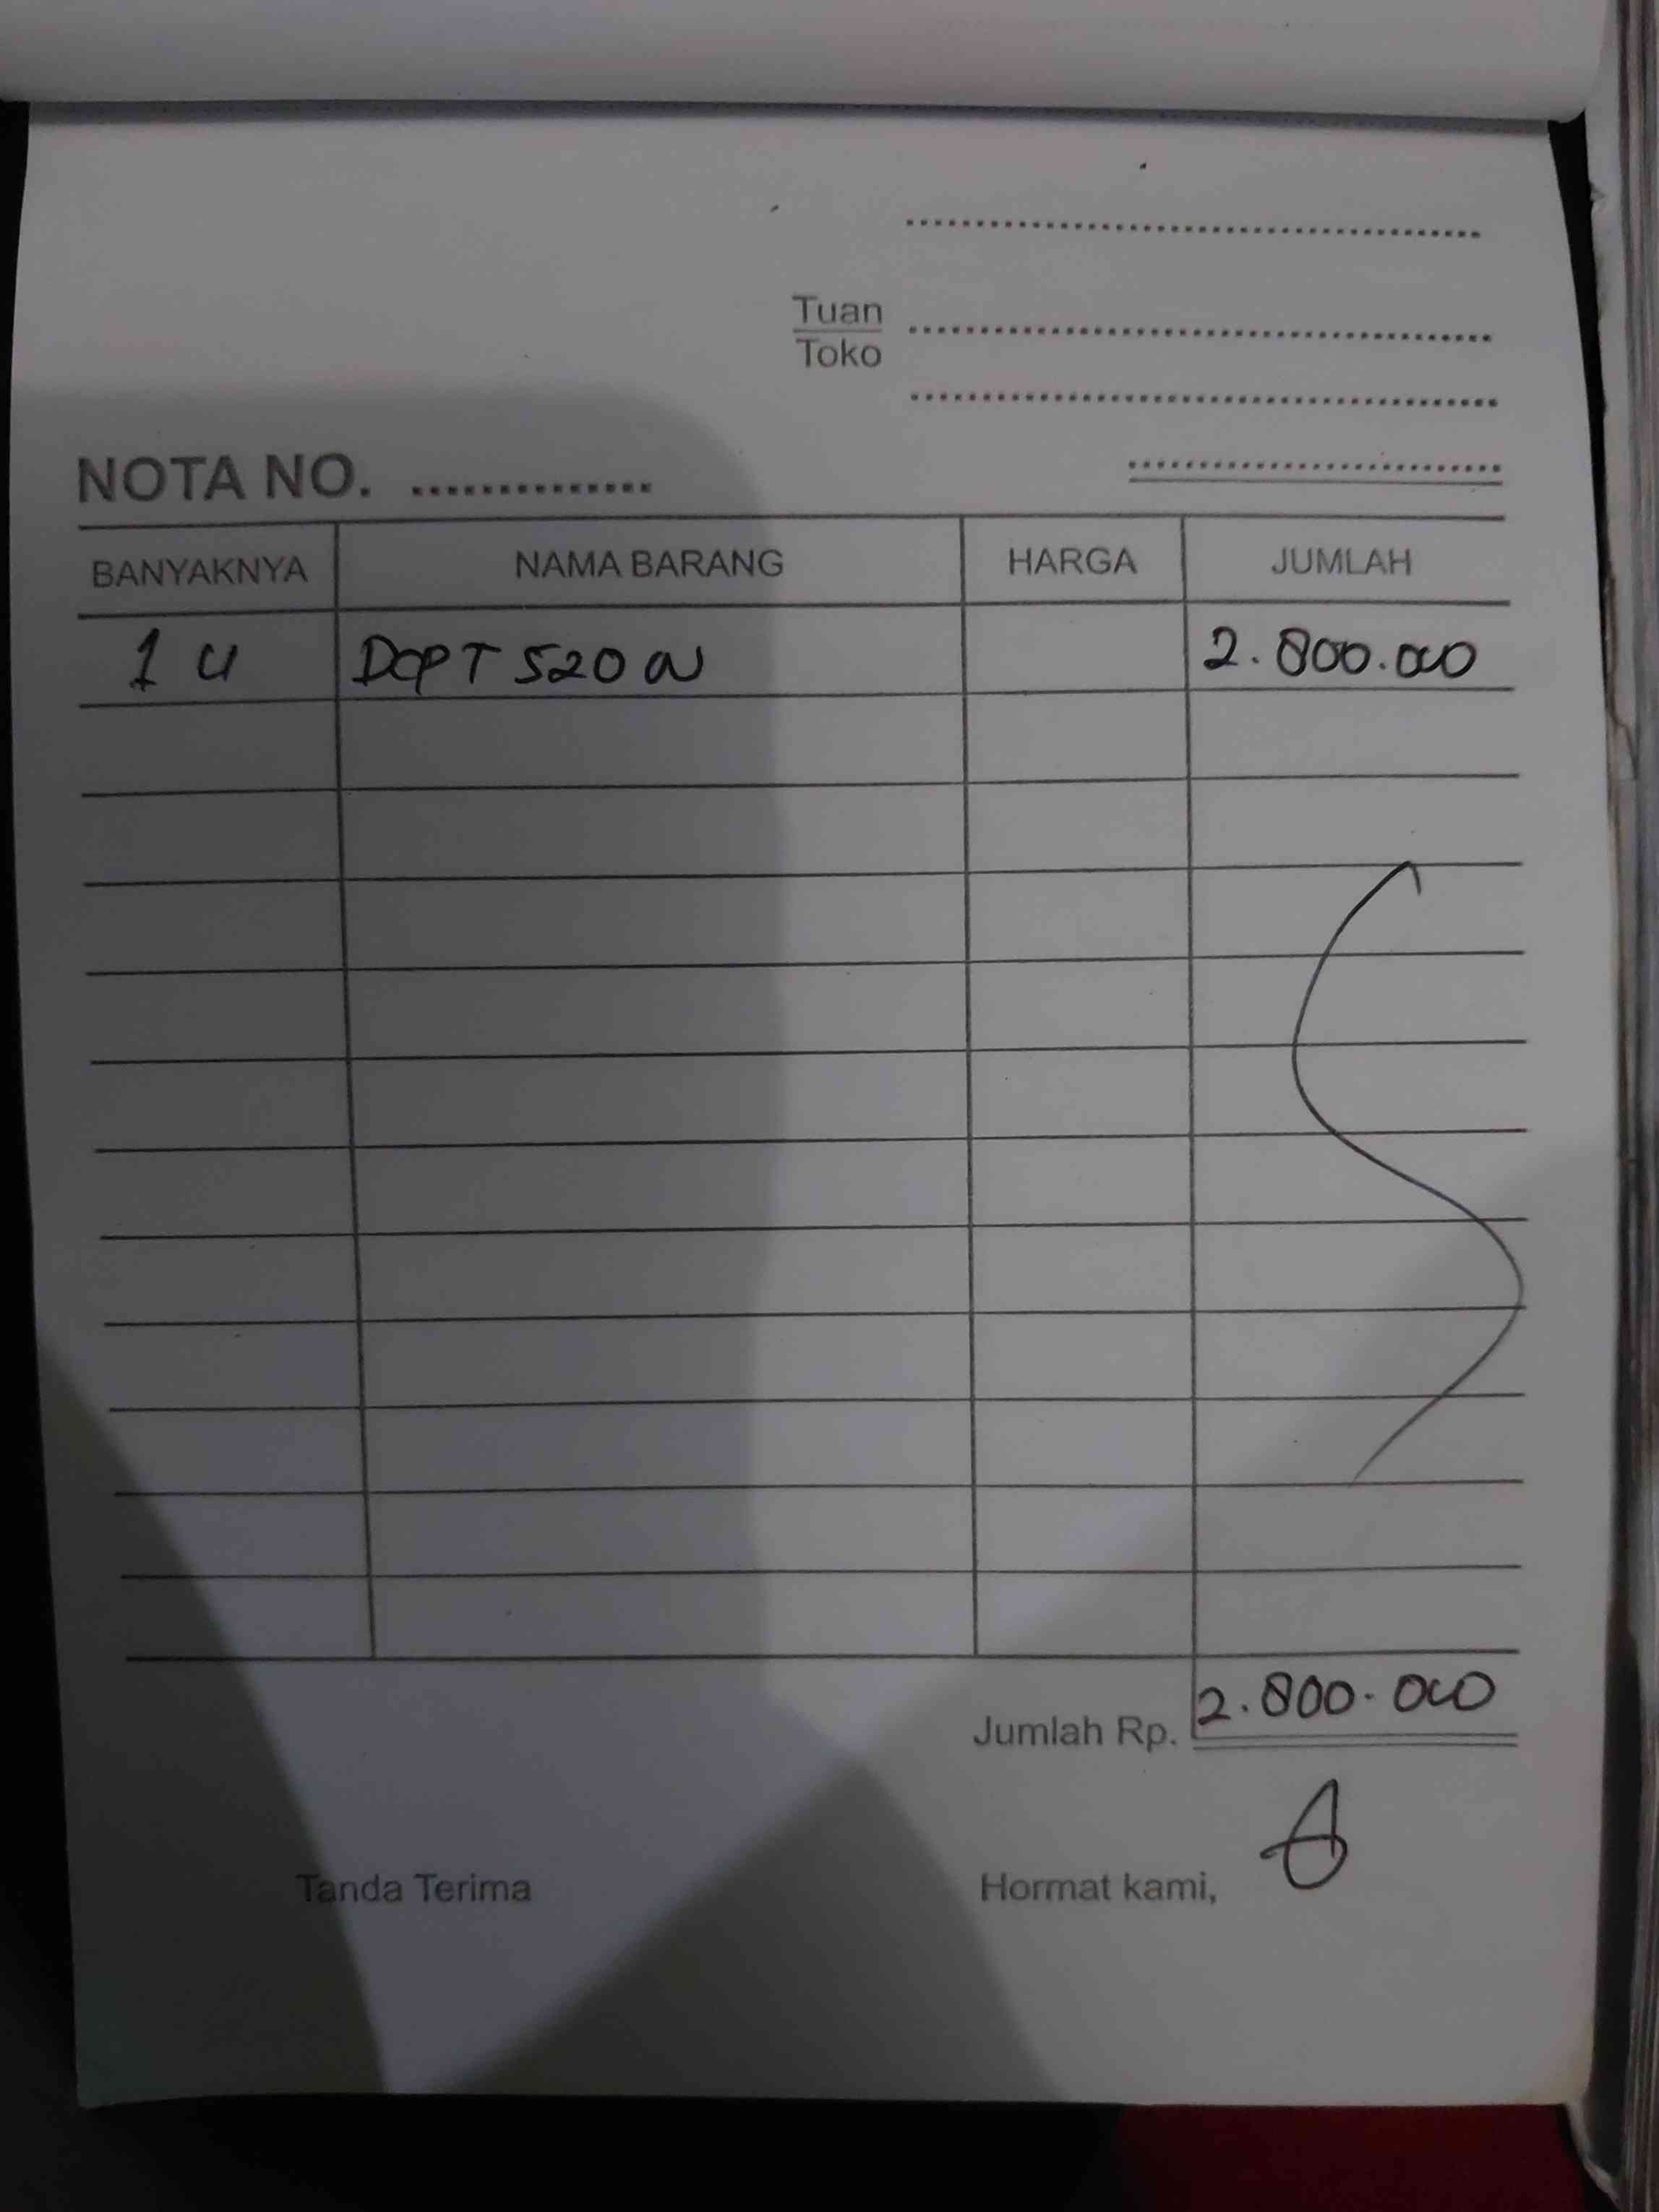 Tuan
Toko
NOTA NO. ...............
BANYAKNYA NAMA BARANG HARGA JUMLAH
1 u DCP T 520 W 2.800.000
Jumlah Rp. 2.800.000
Tanda Terima Hormat kami,